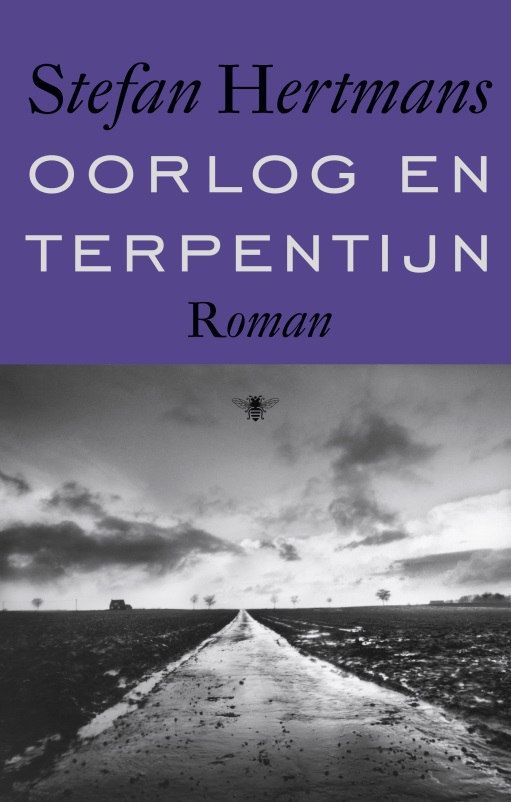 Stefan Hertmans
OORLOG EN
TERPENTIJN
Roman